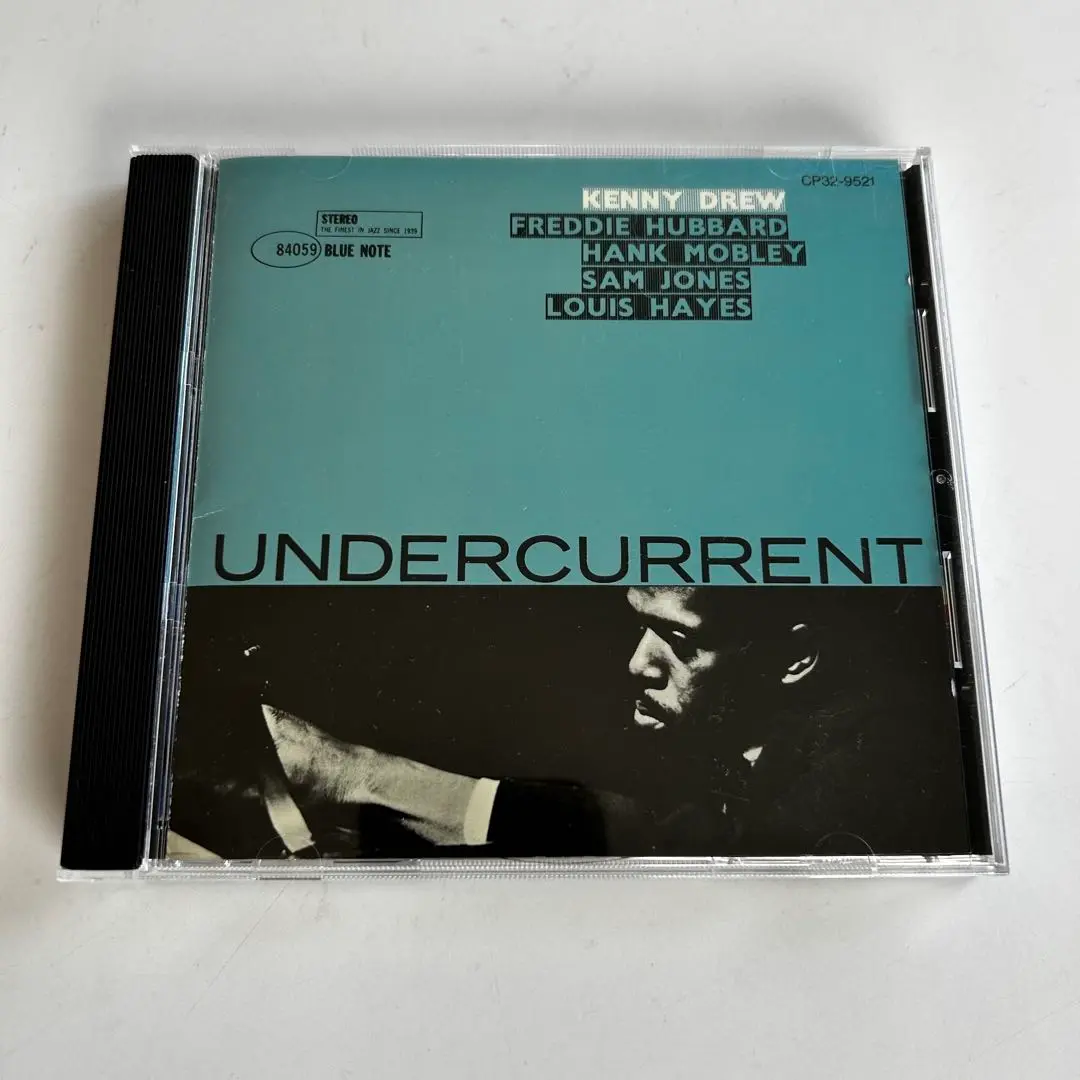 CP32-9521
KENNY DREW
FREDDIE HUBBARD
HANK MOBLEY
SAM JONES
LOUIS HAYES
STEREO
THE FINEST IN JAZZ SINCE 1939
84059 BLUE NOTE
UNDERCURRENT